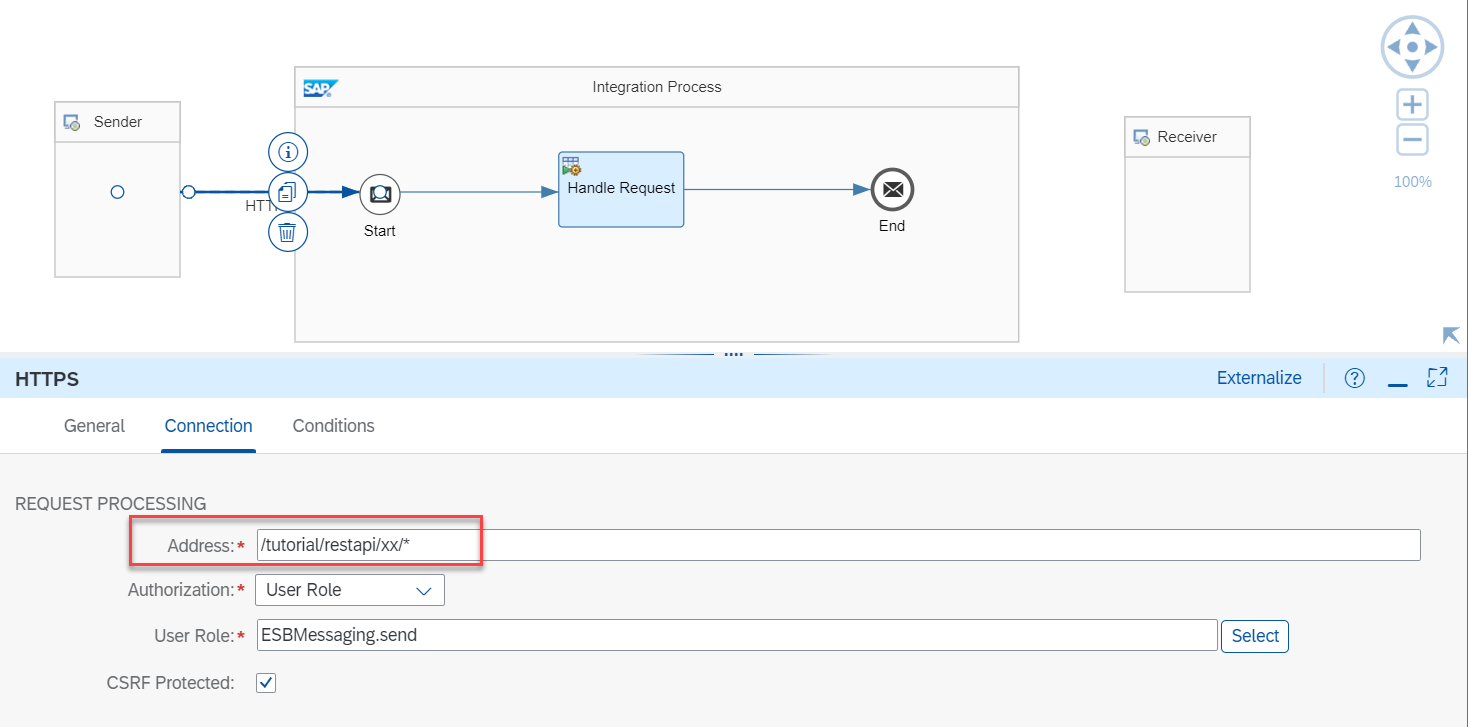 SAP
Integration Process
Sender
Receiver
Handle Request
100%
HTT
Start
End
HTTPS
Externalize
General
Connection
Conditions
REQUEST PROCESSING
Address:* /tutorial/restapi/xx/*
Authorization:* User Role
User Role:* ESBMessaging.send
Select
CSRF Protected: